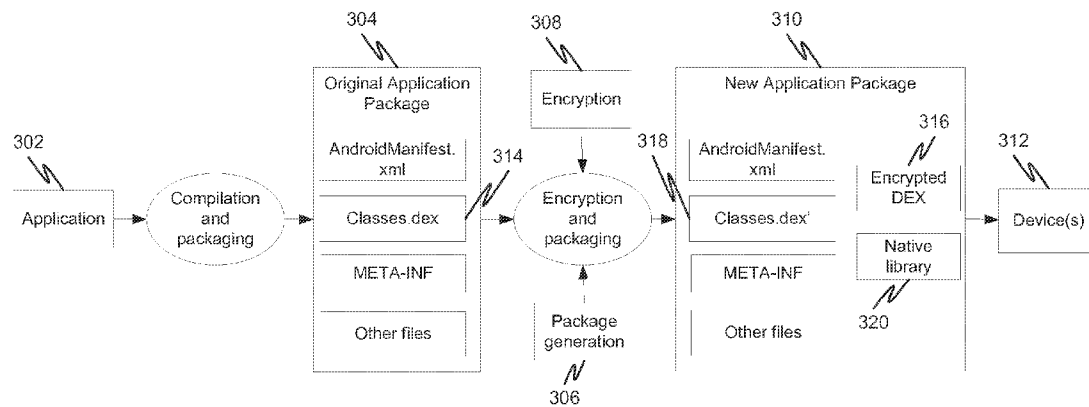 304
308
310
Original Application
Package
Encryption
New Application Package
302
AndroidManifest.
xml
314
318
AndroidManifest.
xml
316
312
Application
Compilation
and
packaging
Classes.dex
Encryption
and
packaging
Classes.dex'
Encrypted
DEX
Device(s)
META-INF
META-INF
Native
library
Other files
Package
generation
Other files
320
306